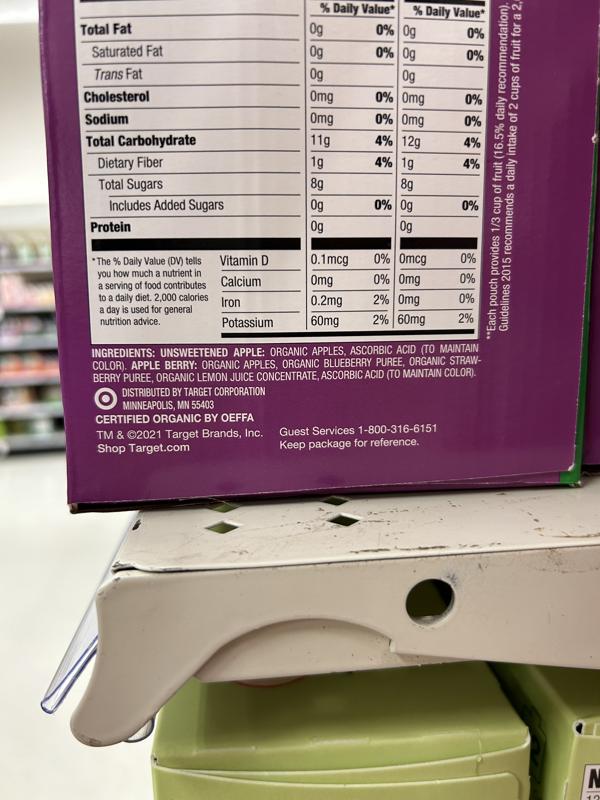 % Daily Value* % Daily Value*
Total Fat 0g 0% 0g 0%
Saturated Fat 0g 0% 0g 0%
Trans Fat 0g 0g
Cholesterol 0mg 0% 0mg 0%
Sodium 0mg 0% 0mg 0%
Total Carbohydrate 11g 4% 12g 4%
Dietary Fiber 1g 4% 1g 4%
Total Sugars 8g 8g
Includes Added Sugars 0g 0% 0g 0%
Protein 0g 0g
*The % Daily Value (DV) tells
you how much a nutrient in
a serving of food contributes
to a daily diet. 2,000 calories
a day is used for general
nutrition advice.
Vitamin D 0.1mcg 0% 0mcg 0%
Calcium 0mg 0% 0mg 0%
Iron 0.2mg 2% 0mg 0%
Potassium 60mg 2% 60mg 2%
**Each pouch provides 1/3 cup of fruit (16.5% daily recommendation).
Guidelines 2015 recommends a daily intake of 2 cups of fruit for a 2,
INGREDIENTS: UNSWEETENED APPLE: ORGANIC APPLES, ASCORBIC ACID (TO MAINTAIN
COLOR). APPLE BERRY: ORGANIC APPLES, ORGANIC BLUEBERRY PUREE, ORGANIC STRAW-
BERRY PUREE, ORGANIC LEMON JUICE CONCENTRATE, ASCORBIC ACID (TO MAINTAIN COLOR).
DISTRIBUTED BY TARGET CORPORATION
MINNEAPOLIS, MN 55403
CERTIFIED ORGANIC BY OEFFA
TM & ©2021 Target Brands, Inc.
Shop Target.com
Guest Services 1-800-316-6151
Keep package for reference.